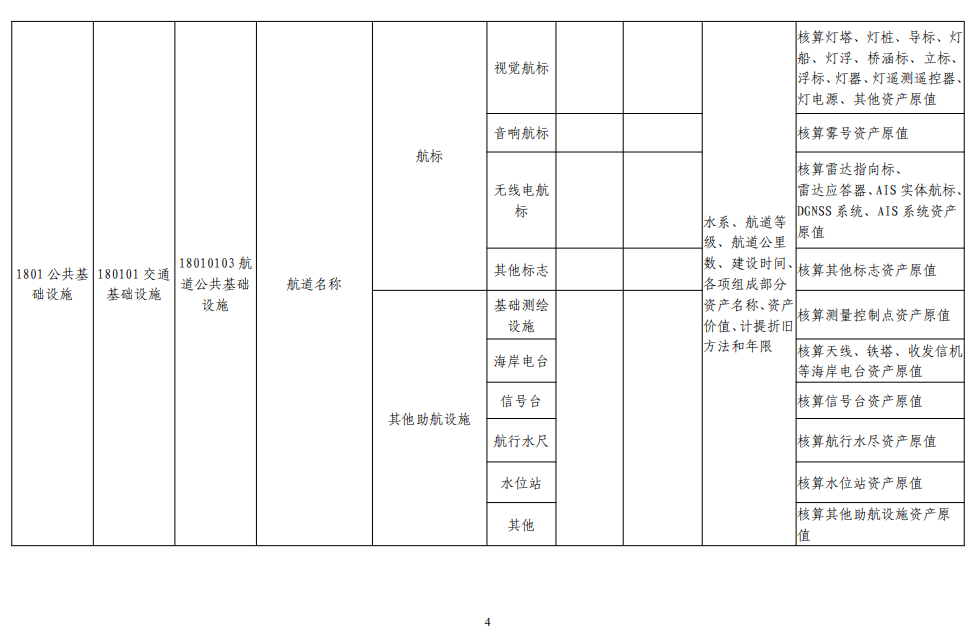 1801 公共基
础设施
180101 交通
基础设施
18010103 航
道公共基础
设施
航道名称
航标
视觉航标
核算灯塔、灯桩、导标、灯
船、灯浮、桥涵标、立标、
浮标、灯器、灯遥测遥控器、
灯电源、其他资产原值
音响航标
核算雾号资产原值
无线电航
标
核算雷达指向标、
雷达应答器、AIS 实体航标、
DGNSS 系统、AIS 系统资产
原值
其他标志
核算其他标志资产原值
水系、航道等
级、航道公里
数、建设时间、
各项组成部分
资产名称、资产
价值、计提折旧
方法和年限
其他助航设施
基础测绘
设施
核算测量控制点资产原值
海岸电台
核算天线、铁塔、收发信机
等海岸电台资产原值
信号台
核算信号台资产原值
航行水尺
核算航行水尽资产原值
水位站
核算水位站资产原值
其他
核算其他助航设施资产原
值
4